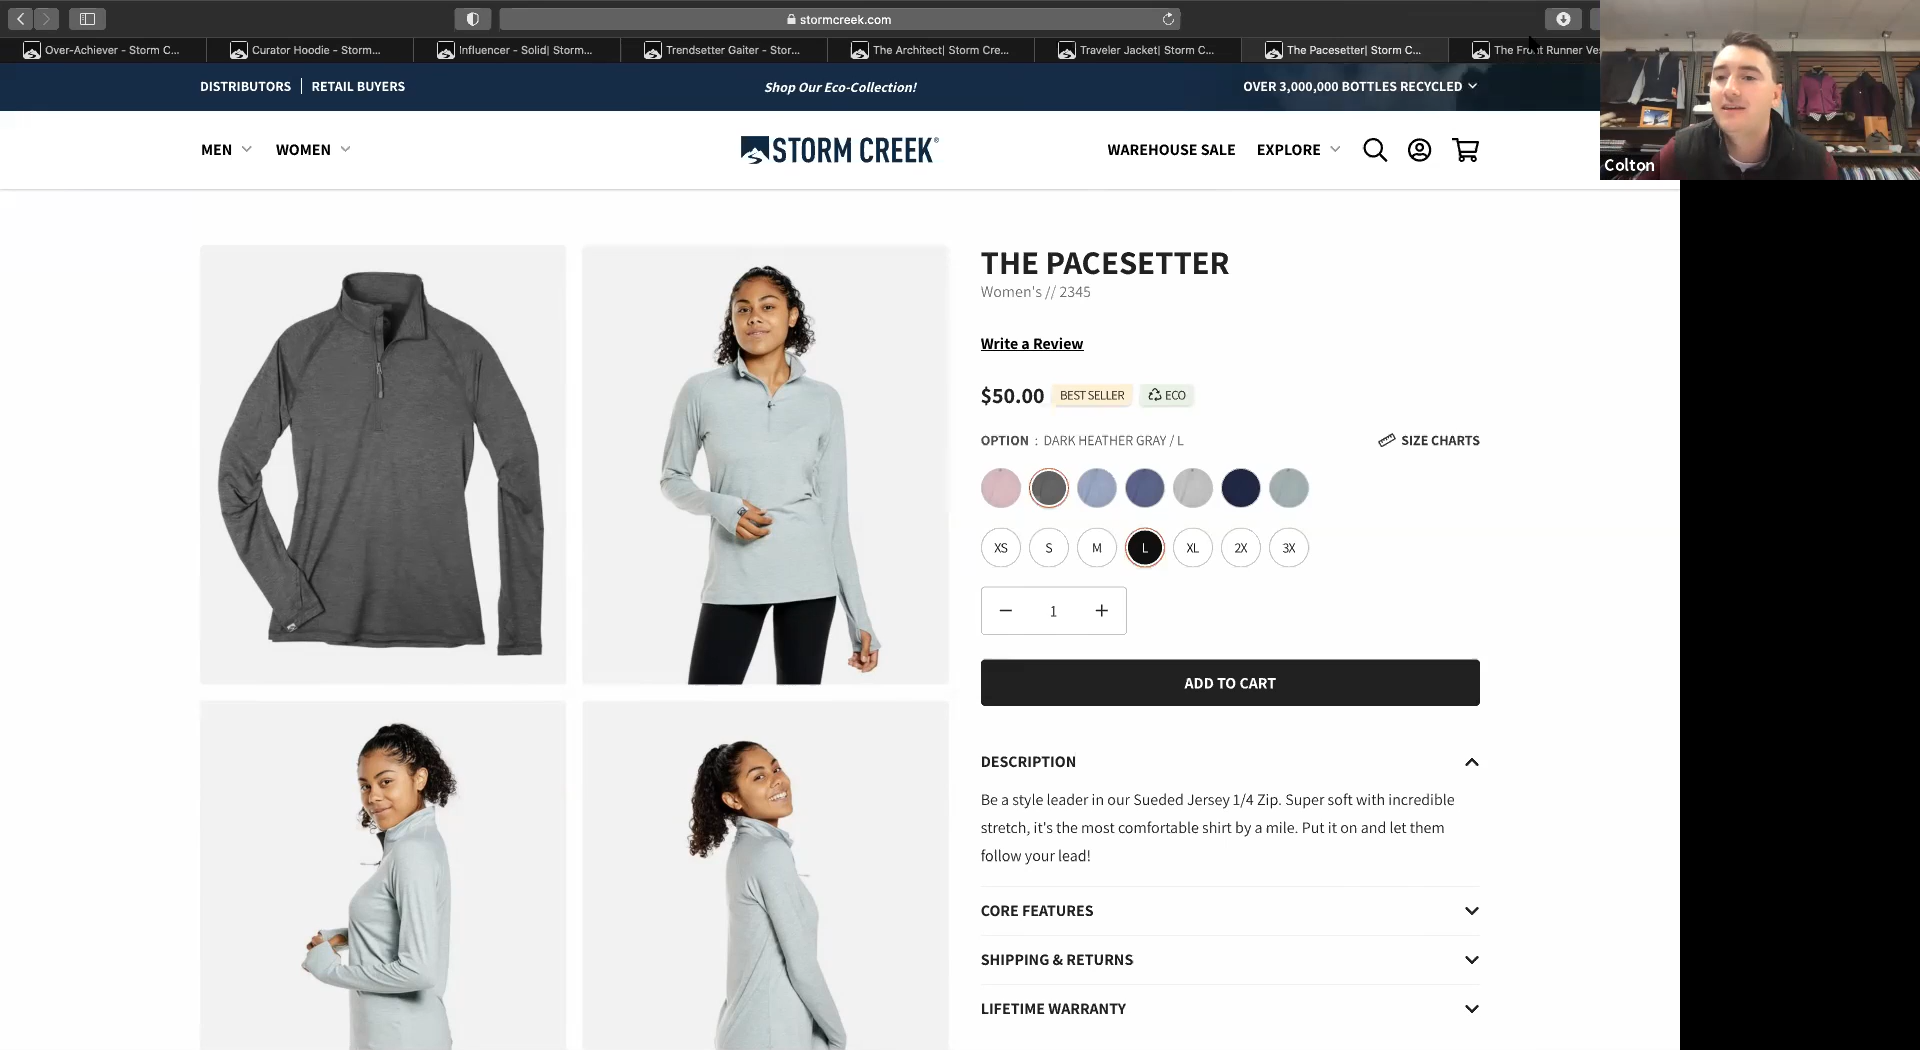 stormcreek.com
Over-Achiever - Storm C...
Curator Hoodie - Storm...
Influencer - Solid| Storm...
Trendsetter Gaiter - Stor...
The Architect| Storm Cre...
Traveler Jacket| Storm C...
The Pacesetter| Storm C...
The Front Runner Ves
DISTRIBUTORS | RETAIL BUYERS
Shop Our Eco-Collection!
OVER 3,000,000 BOTTLES RECYCLED
Colton
MEN WOMEN
STORM CREEK®
WAREHOUSE SALE EXPLORE
THE PACESETTER
Women's // 2345
Write a Review
$50.00 BEST SELLER ECO
OPTION : DARK HEATHER GRAY / L
SIZE CHARTS
XS S M L XL 2X 3X
− 1 +
ADD TO CART
DESCRIPTION
Be a style leader in our Sueded Jersey 1/4 Zip. Super soft with incredible
stretch, it's the most comfortable shirt by a mile. Put it on and let them
follow your lead!
CORE FEATURES
SHIPPING & RETURNS
LIFETIME WARRANTY